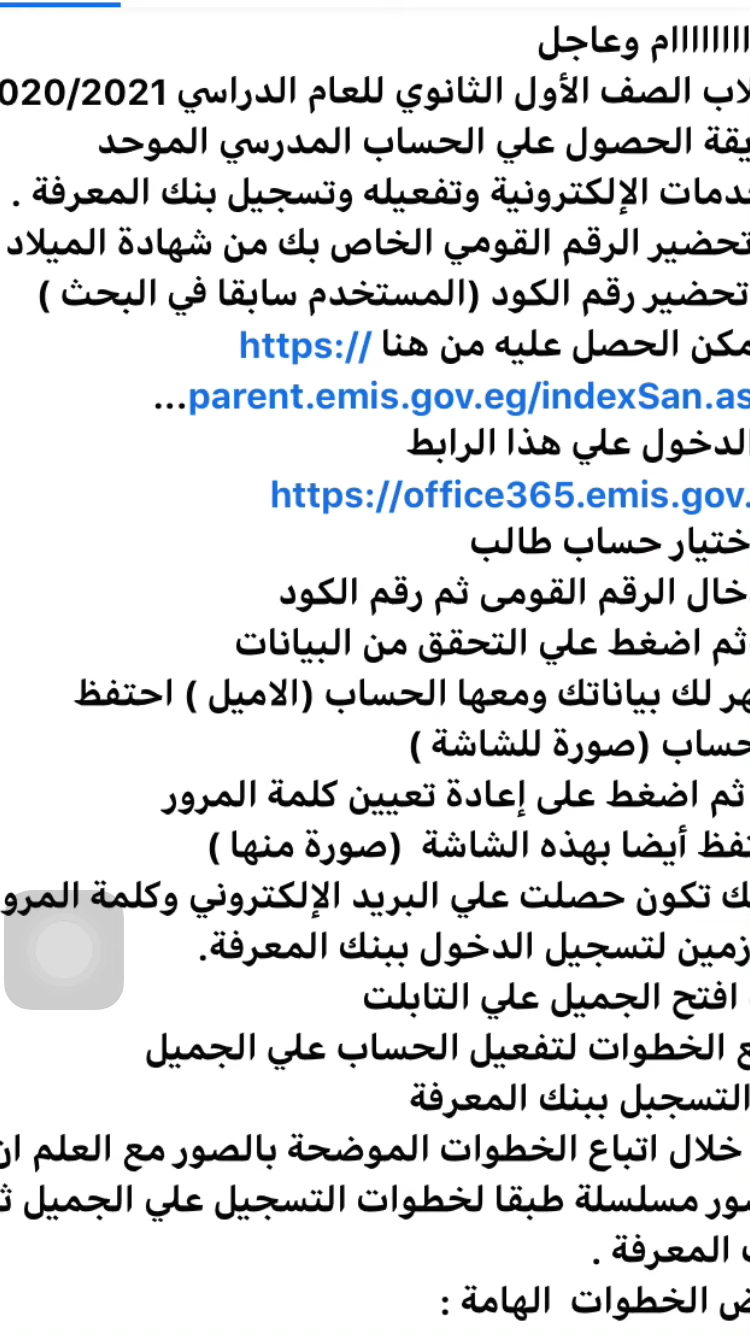 ااااااااام وعاجل
الصف الأول الثانوي للعام الدراسي 020/2021
الحصول علي الحساب المدرسي الموحد
الإلكترونية وتفعيله وتسجيل بنك المعرفة .
تحضير الرقم القومي الخاص بك من شهادة الميلاد
تحضير رقم الكود (المستخدم سابقا في البحث )
الحصل عليه من هنا https://
parent.emis.gov.eg/indexSan.as...
الدخول علي هذا الرابط
https://office365.emis.gov.
ختيار حساب طالب
خال الرقم القومى ثم رقم الكود
ثم اضغط علي التحقق من البيانات
هر لك بياناتك ومعها الحساب (الاميل ) احتفظ
حساب (صورة للشاشة )
ثم اضغط على إعادة تعيين كلمة المرور
تفظ أيضا بهذه الشاشة (صورة منها )
ك تكون حصلت علي البريد الإلكتروني وكلمة المرو
زمين لتسجيل الدخول ببنك المعرفة.
افتح الجميل علي التابلت
ع الخطوات لتفعيل الحساب علي الجميل
التسجبل ببنك المعرفة
خلال اتباع الخطوات الموضحة بالصور مع العلم ان
ور مسلسلة طبقا لخطوات التسجيل علي الجميل ث
المعرفة .
ض الخطوات الهامة :